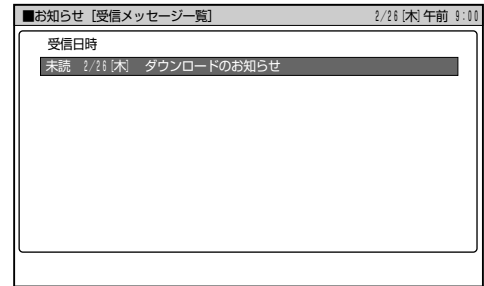 ■お知らせ［受信メッセージ一覧］ 2/26[木]午前 9:00
受信日時
未読 2/26[木] ダウンロードのお知らせ